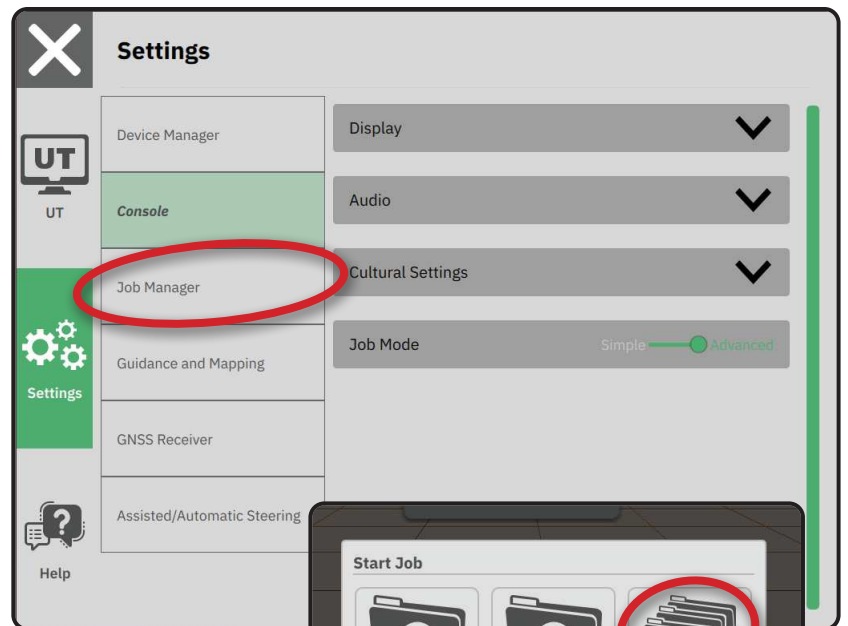 Settings
UT
UT
Settings
Help
Device Manager
Console
Job Manager
Guidance and Mapping
GNSS Receiver
Assisted/Automatic Steering
Display
Audio
Cultural Settings
Job Mode Simple Advanced
Start Job
?